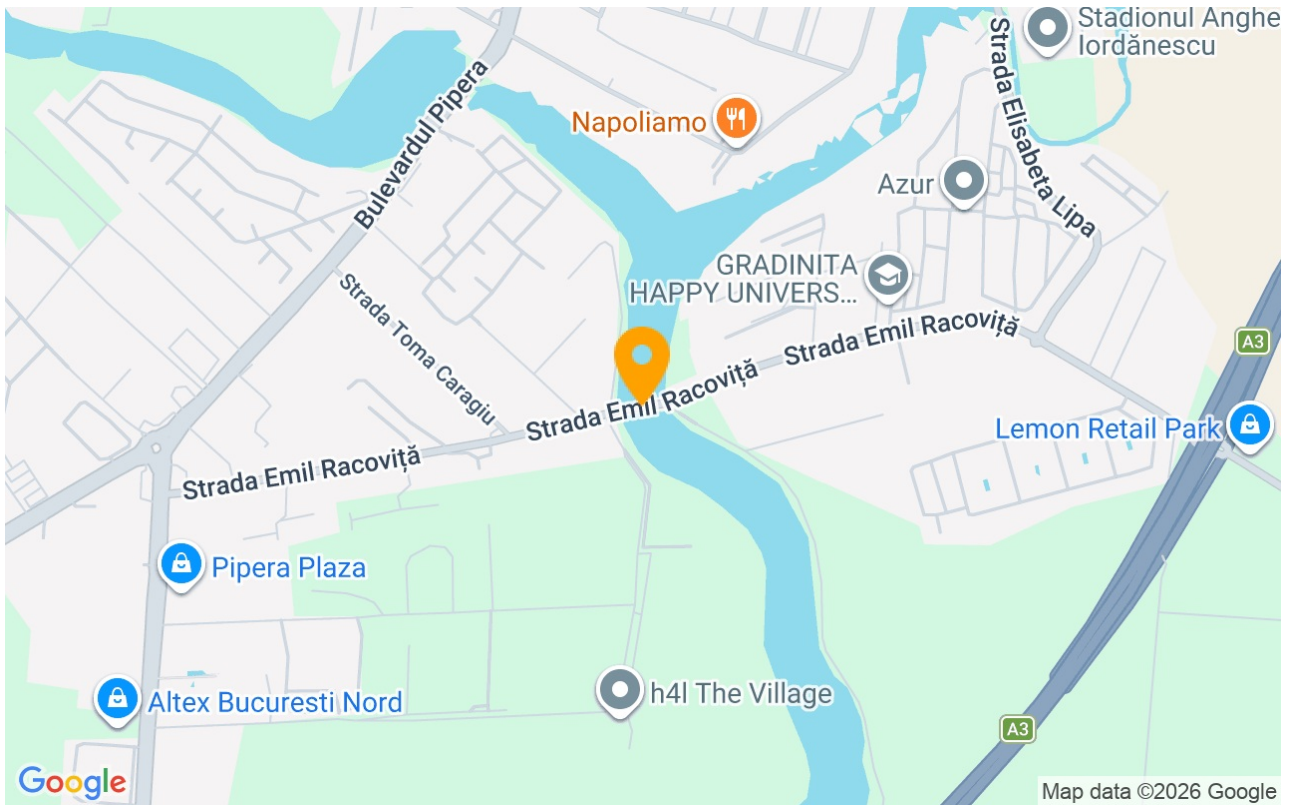 Stadionul Anghe
Iordănescu
Strada Elisabeta Lipa
Bulevardul Pipera
Napoliamo
Azur
GRADINITA
HAPPY UNIVERS...
Strada Toma Caragiu
Strada Emil Racoviță
A3
Strada Emil Racoviță
Lemon Retail Park
Strada Emil Racoviță
Pipera Plaza
h4l The Village
Altex Bucuresti Nord
A3
Google
Map data ©2026 Google